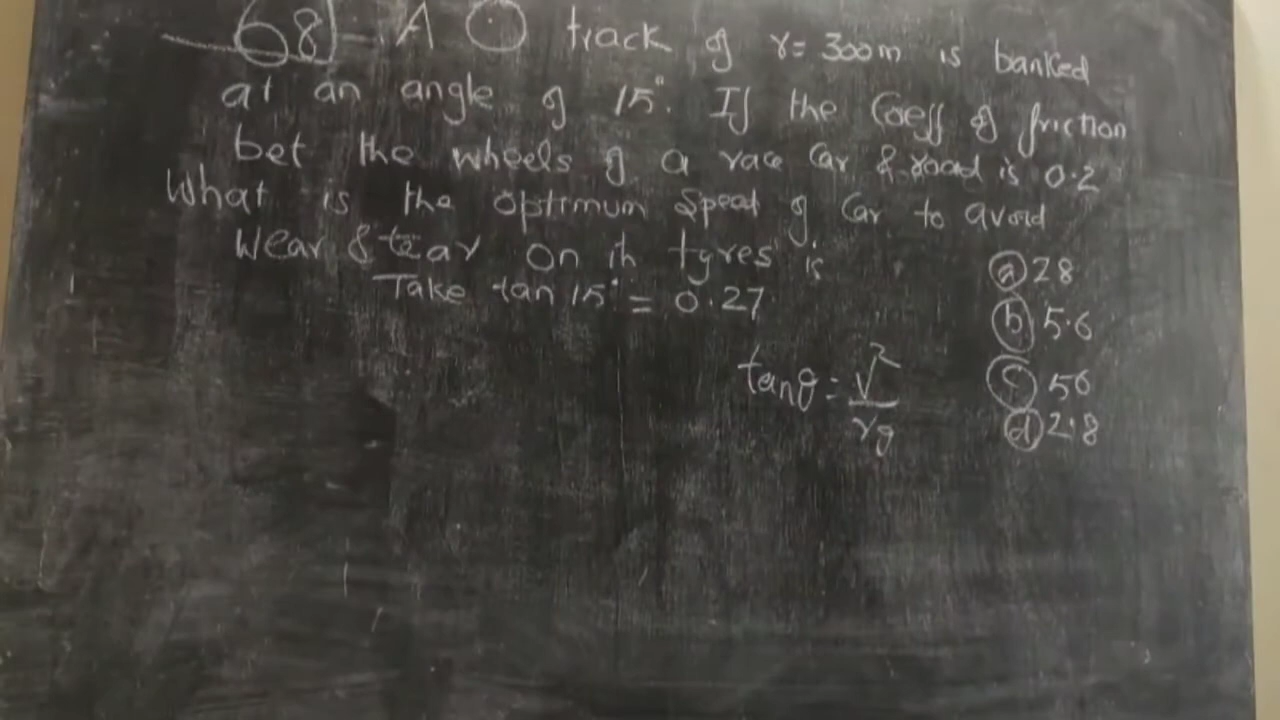 68] - A O track of r = 300m is banked
at an angle of 15°. If the Coeff of friction
bet the wheels of a race Car & road is 0.2
What is the optimum Speed of Car to avoid
Wear & tear on its tyres is
Take tan 15° = 0.27
ⓐ 28
ⓑ 5.6
ⓒ 56
ⓓ 2.8
tanθ = v²/rg